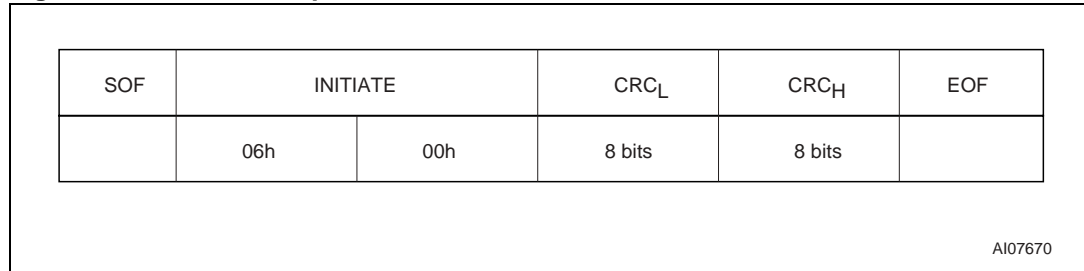 SOF INITIATE CRCL CRCH EOF
06h 00h 8 bits 8 bits
AI07670